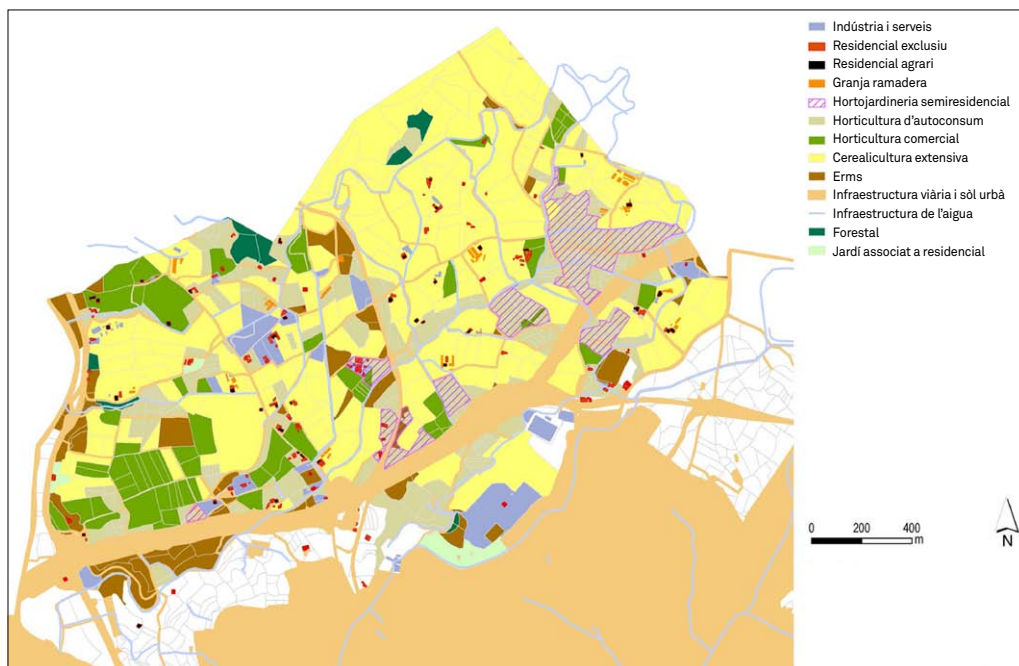 Indústria i serveis
Residencial exclusiu
Residencial agrari
Granja ramadera
Hortojardineria semiresidencial
Horticultura d'autoconsum
Horticultura comercial
Cerealicultura extensiva
Erms
Infraestructura viària i sòl urbà
Infraestructura de l'aigua
Forestal
Jardí associat a residencial
0 200 400
m
N